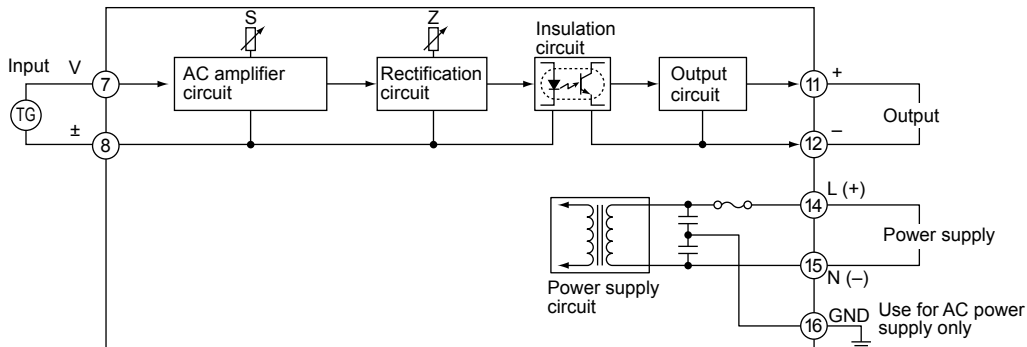 S
Z
Insulation
circuit
Input
V
7
AC amplifier
circuit
Rectification
circuit
Output
circuit
11
+
TG
Output
±
8
–
12
L (+)
14
Power supply
15
N (–)
Power supply
circuit
16
GND
Use for AC power
supply only